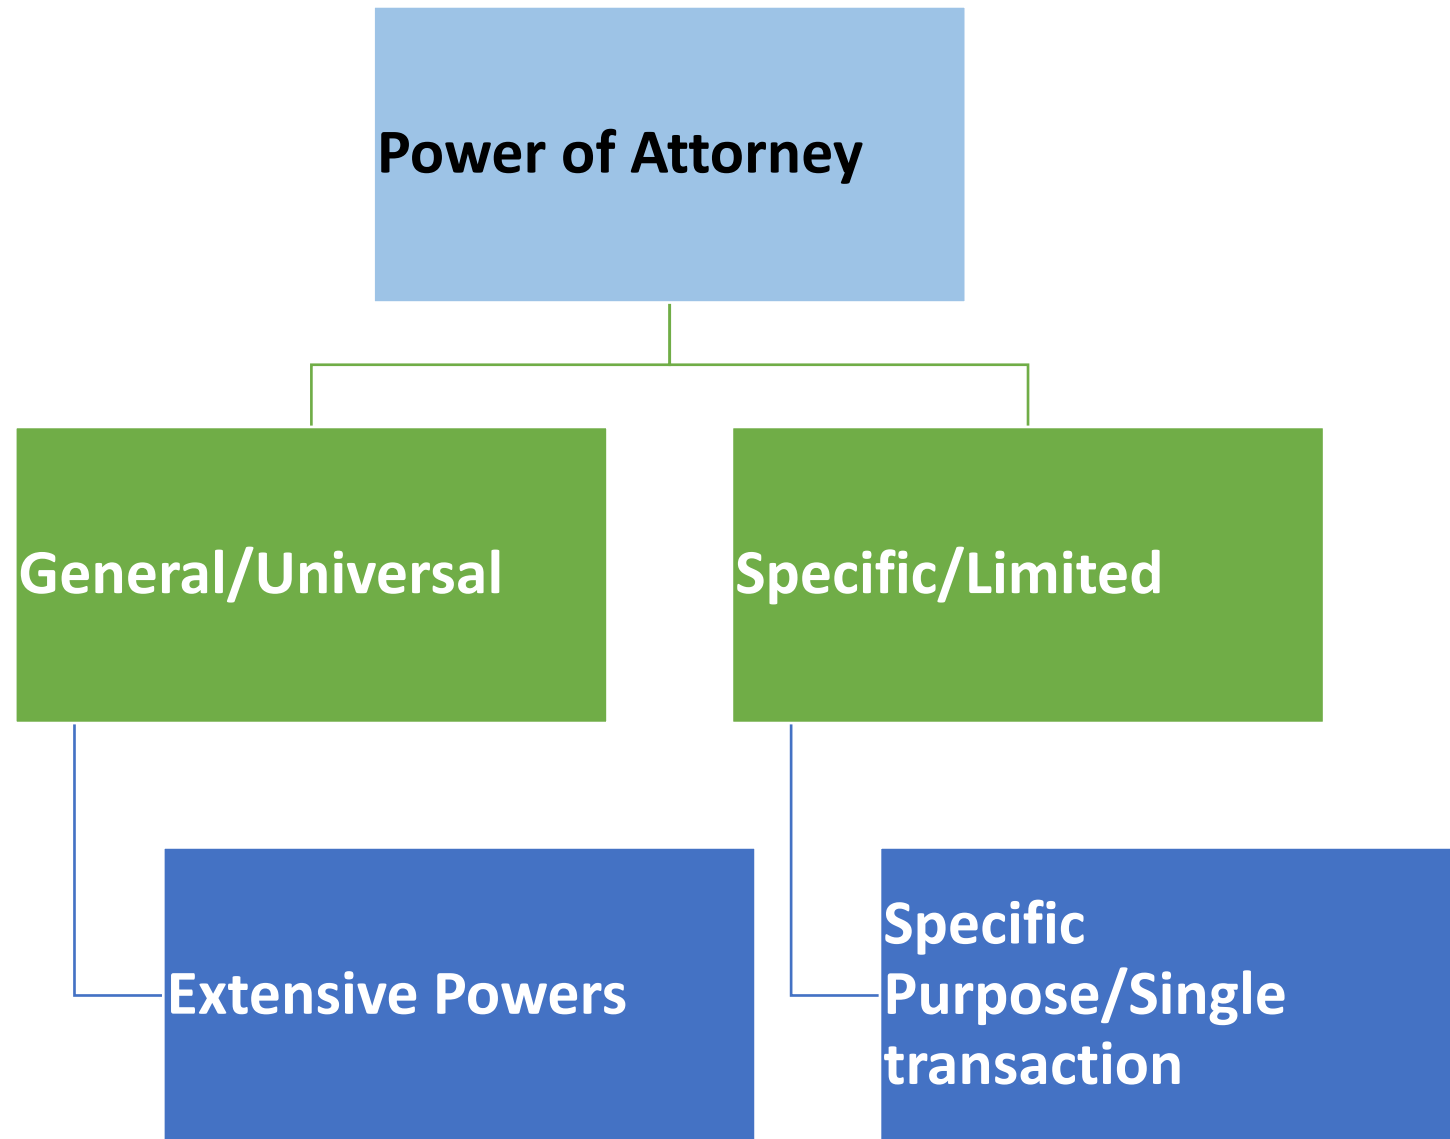 Power of Attorney
General/Universal
Specific/Limited
Extensive Powers
Specific
Purpose/Single
transaction